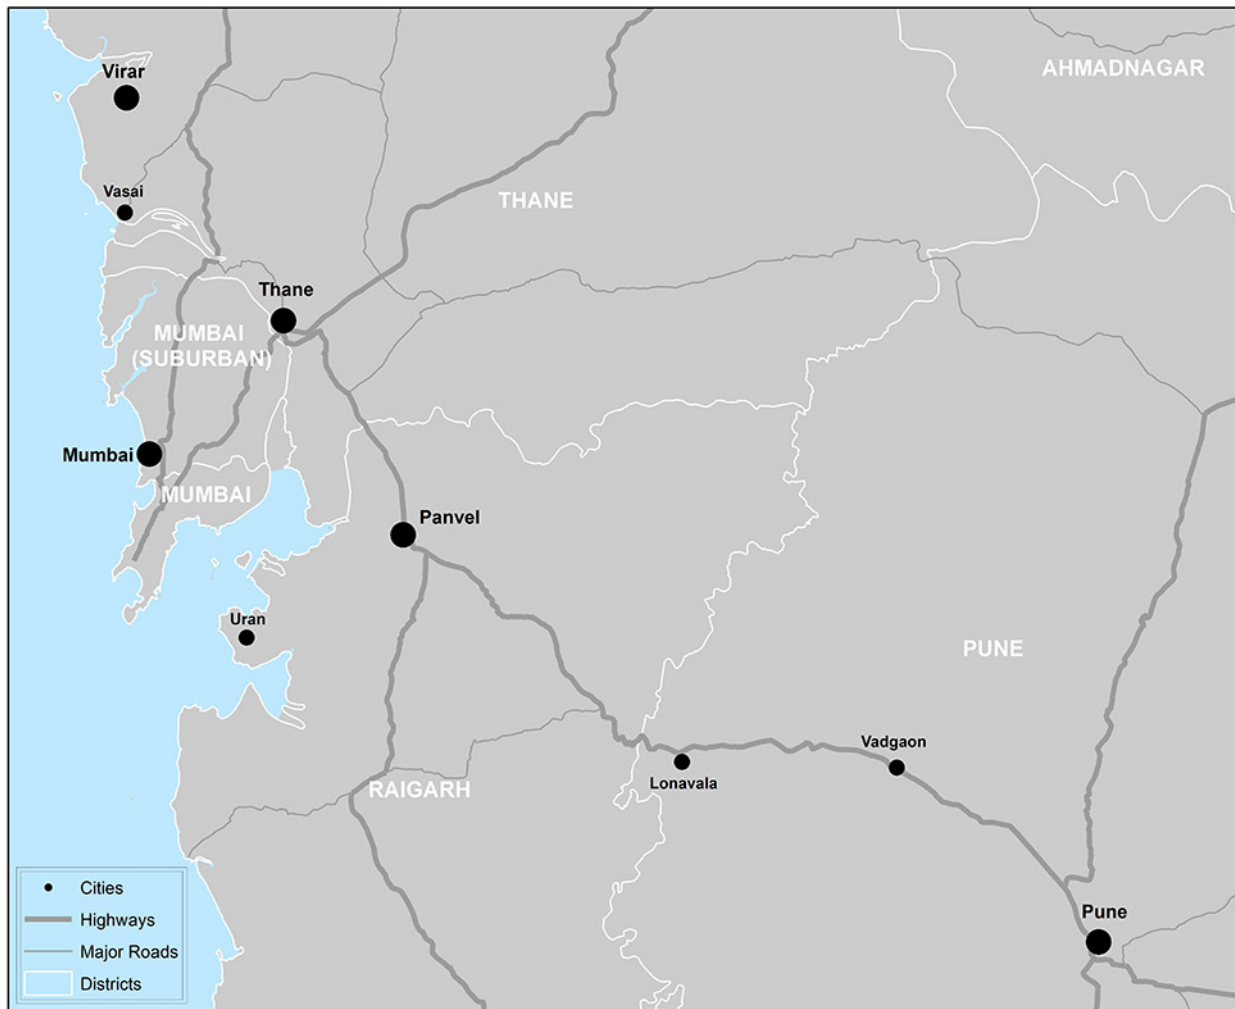 Virar
AHMADNAGAR
Vasai
THANE
Thane
MUMBAI
(SUBURBAN)
Mumbai
MUMBAI
Panvel
Uran
PUNE
Vadgaon
Lonavala
RAIGARH
Cities
Highways
Major Roads
Districts
Pune